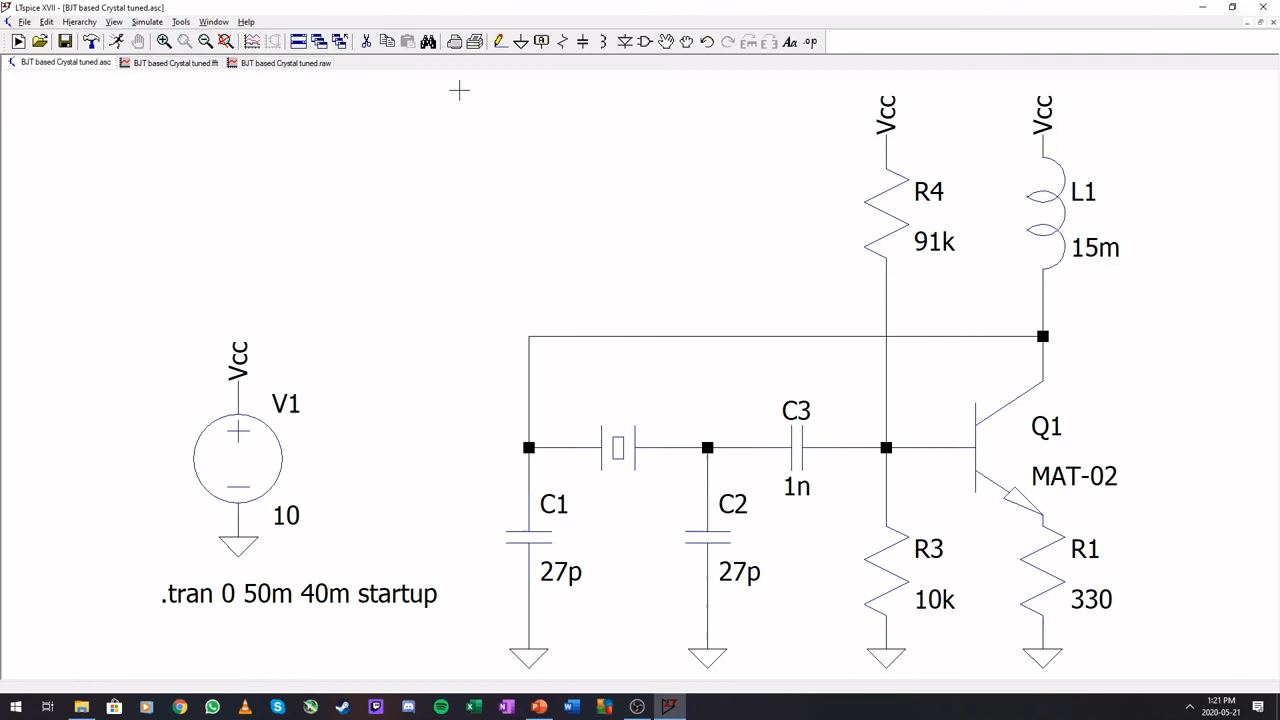 LTspice XVII - [BJT based Crystal tuned.asc]
File Edit Hierarchy View Simulate Tools Window Help
BJT based Crystal tuned.asc BJT based Crystal tuned.fft BJT based Crystal tuned.raw
Vcc Vcc
R4 L1
91k 15m
Vcc
V1
10
C3
1n
Q1
MAT-02
C1 C2
27p 27p
R3 R1
10k 330
.tran 0 50m 40m startup
1:21 PM
2020-05-21